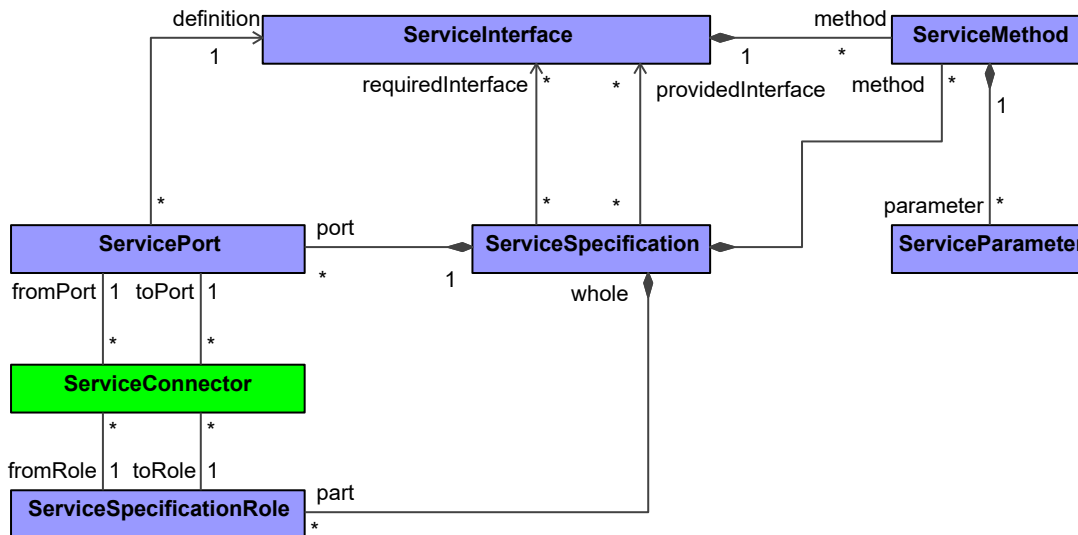 definition
1
ServiceInterface
1
method
*
ServiceMethod
requiredInterface
*
*
providedInterface
method
*
1
*
*
*
parameter
*
ServicePort
port
*
1
ServiceSpecification
ServiceParameter
fromPort
1
toPort
1
whole
*
*
ServiceConnector
*
*
fromRole
1
toRole
1
ServiceSpecificationRole
part
*